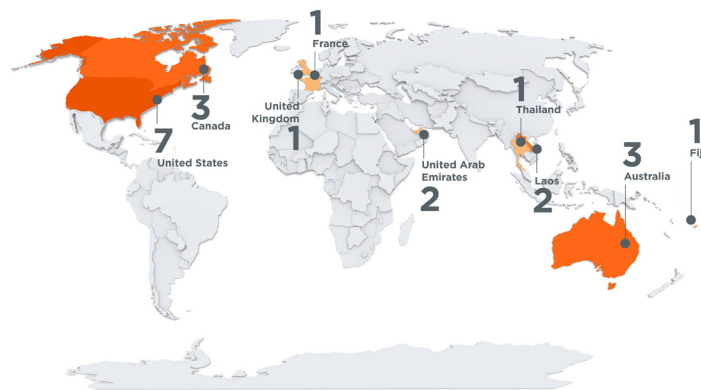 1
France
3
Canada
7
United States
United
Kingdom
1
1
Thailand
United Arab
Emirates
2
Laos
2
3
Australia
1
Fij